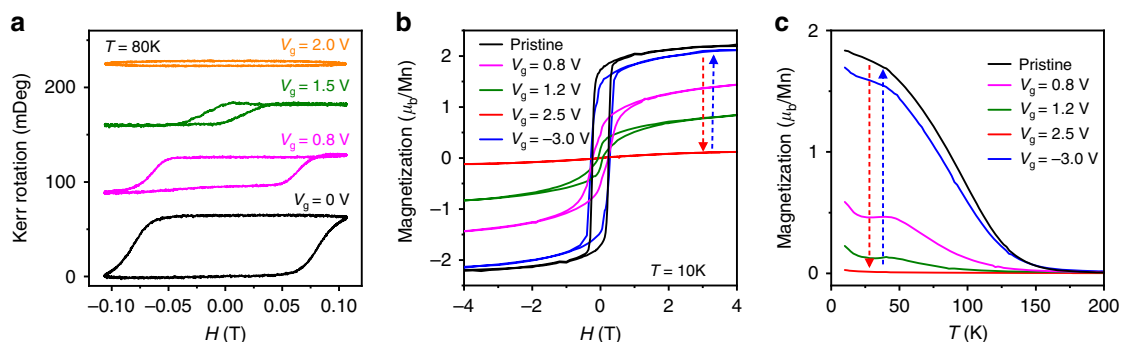 a
T = 80K
Vg = 2.0 V
Vg = 1.5 V
Vg = 0.8 V
Vg = 0 V
200
100
0
Kerr rotation (mDeg)
–0.10
–0.05
0.00
0.05
0.10
H (T)
b
Pristine
Vg = 0.8 V
Vg = 1.2 V
Vg = 2.5 V
Vg = –3.0 V
T = 10K
2
1
0
–1
–2
Magnetization (μb/Mn)
–4
–2
0
2
4
H (T)
c
Pristine
Vg = 0.8 V
Vg = 1.2 V
Vg = 2.5 V
Vg = –3.0 V
2
1
0
Magnetization (μb/Mn)
0
50
100
150
200
T (K)